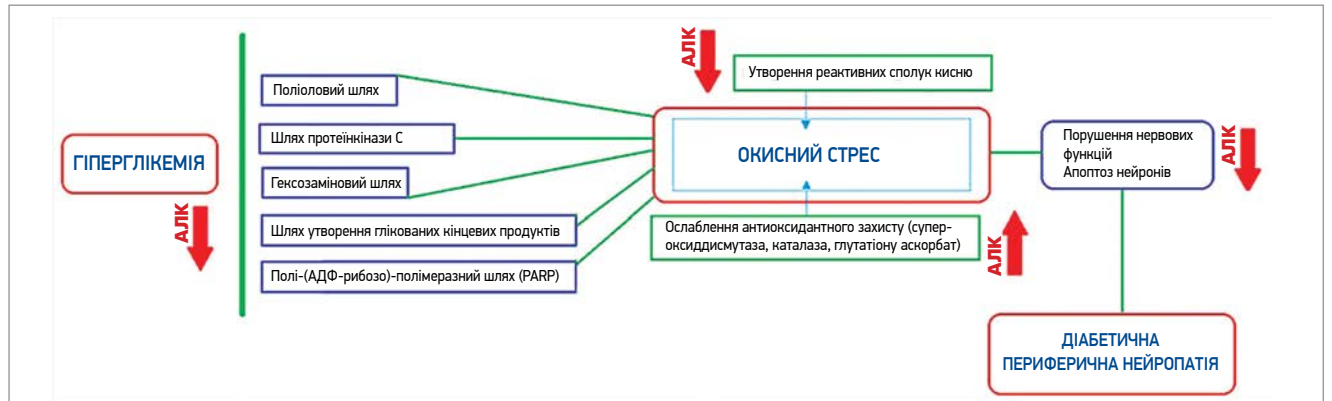 ГІПЕРГЛІКЕМІЯ
АЛК
Поліоловий шлях
Шлях протеїнкінази С
Гексозаміновий шлях
Шлях утворення глікованих кінцевих продуктів
Полі-(АДФ-рибозо)-полімеразний шлях (PARP)
АЛК
Утворення реактивних сполук кисню
ОКИСНИЙ СТРЕС
Ослаблення антиоксидантного захисту (супер-
оксиддисмутаза, каталаза, глутатіону аскорбат)
АЛК
Порушення нервових
функцій
Апоптоз нейронів
АЛК
ДІАБЕТИЧНА
ПЕРИФЕРИЧНА НЕЙРОПАТІЯ